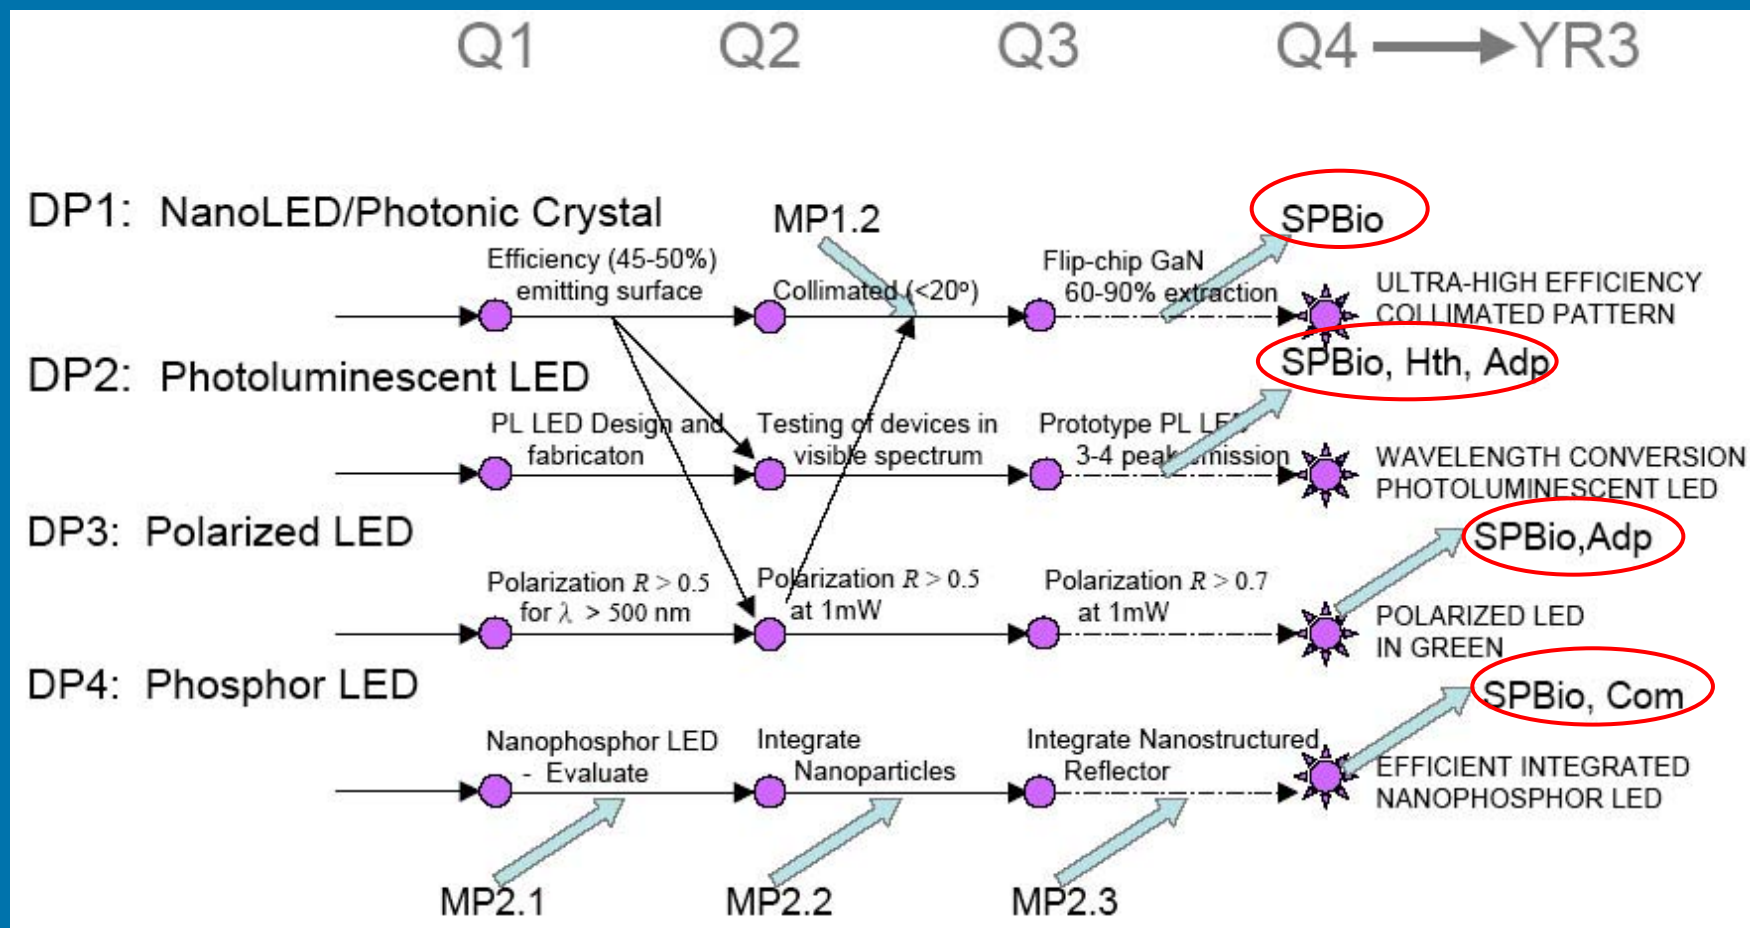 Q1 Q2 Q3 Q4 YR3
DP1: NanoLED/Photonic Crystal
MP1.2
SPBio
Efficiency (45-50%)
emitting surface
Collimated (<20°)
Flip-chip GaN
60-90% extraction
ULTRA-HIGH EFFICIENCY
COLLIMATED PATTERN
DP2: Photoluminescent LED
SPBio, Hth, Adp
PL LED Design and
fabricaton
Testing of devices in
visible spectrum
Prototype PL LED
3-4 peak emission
WAVELENGTH CONVERSION
PHOTOLUMINESCENT LED
DP3: Polarized LED
SPBio,Adp
Polarization R > 0.5
for λ > 500 nm
Polarization R > 0.5
at 1mW
Polarization R > 0.7
at 1mW
POLARIZED LED
IN GREEN
DP4: Phosphor LED
SPBio, Com
Nanophosphor LED
- Evaluate
Integrate
Nanoparticles
Integrate Nanostructured
Reflector
EFFICIENT INTEGRATED
NANOPHOSPHOR LED
MP2.1
MP2.2
MP2.3